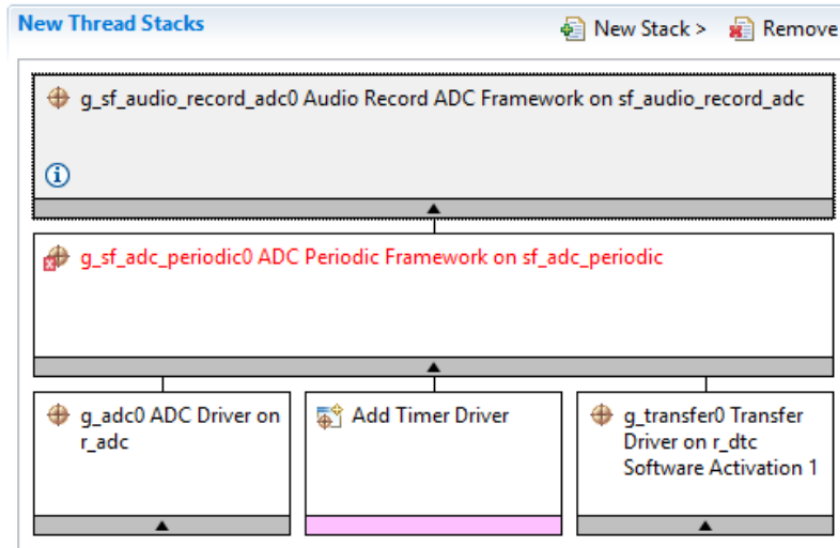 New Thread Stacks
New Stack > Remove
g_sf_audio_record_adc0 Audio Record ADC Framework on sf_audio_record_adc
g_sf_adc_periodic0 ADC Periodic Framework on sf_adc_periodic
g_adc0 ADC Driver on
r_adc
Add Timer Driver
g_transfer0 Transfer
Driver on r_dtc
Software Activation 1